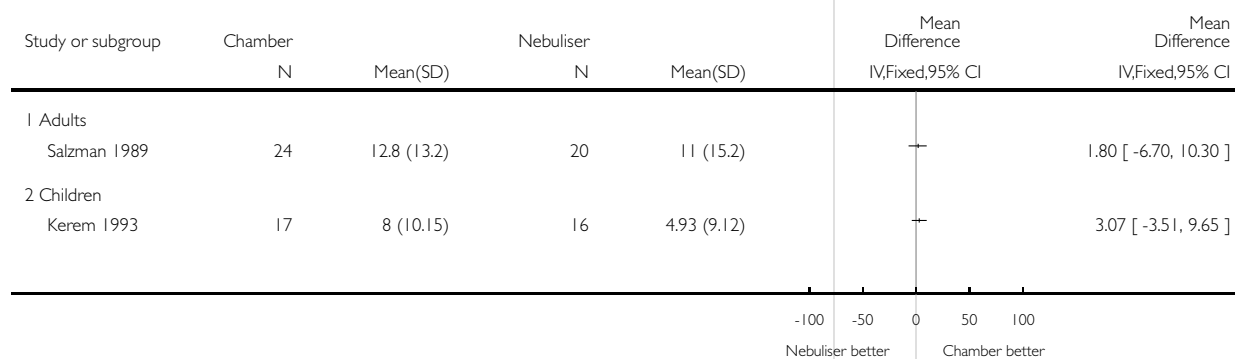 Study or subgroup Chamber Nebuliser Mean Difference Mean Difference
N Mean(SD) N Mean(SD) IV,Fixed,95% CI IV,Fixed,95% CI
1 Adults
Salzman 1989 24 12.8 (13.2) 20 11 (15.2) 1.80 [ -6.70, 10.30 ]
2 Children
Kerem 1993 17 8 (10.15) 16 4.93 (9.12) 3.07 [ -3.51, 9.65 ]
-100 -50 0 50 100
Nebuliser better Chamber better